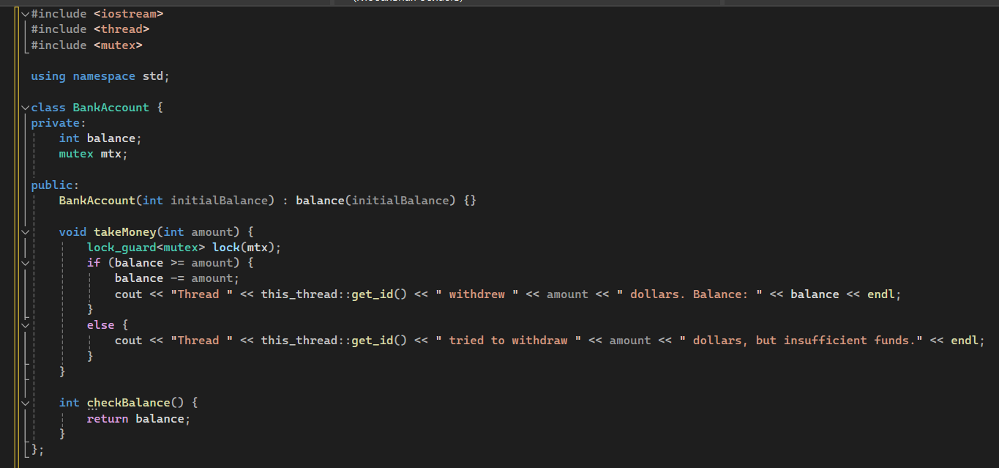 #include <iostream>
#include <thread>
#include <mutex>
using namespace std;
class BankAccount {
private:
int balance;
mutex mtx;
public:
BankAccount(int initialBalance) : balance(initialBalance) {}
void takeMoney(int amount) {
lock_guard<mutex> lock(mtx);
if (balance >= amount) {
balance -= amount;
cout << "Thread " << this_thread::get_id() << " withdrew " << amount << " dollars. Balance: " << balance << endl;
}
else {
cout << "Thread " << this_thread::get_id() << " tried to withdraw " << amount << " dollars, but insufficient funds." << endl;
}
}
int checkBalance() {
return balance;
}
};